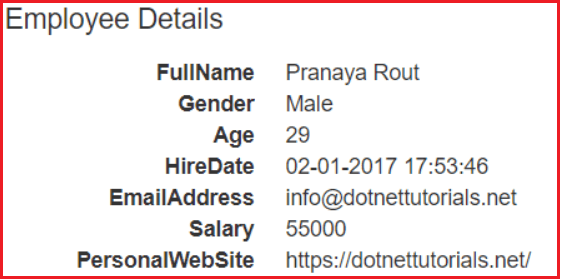 Employee Details
FullName Pranaya Rout
Gender Male
Age 29
HireDate 02-01-2017 17:53:46
EmailAddress info@dotnettutorials.net
Salary 55000
PersonalWebSite https://dotnettutorials.net/